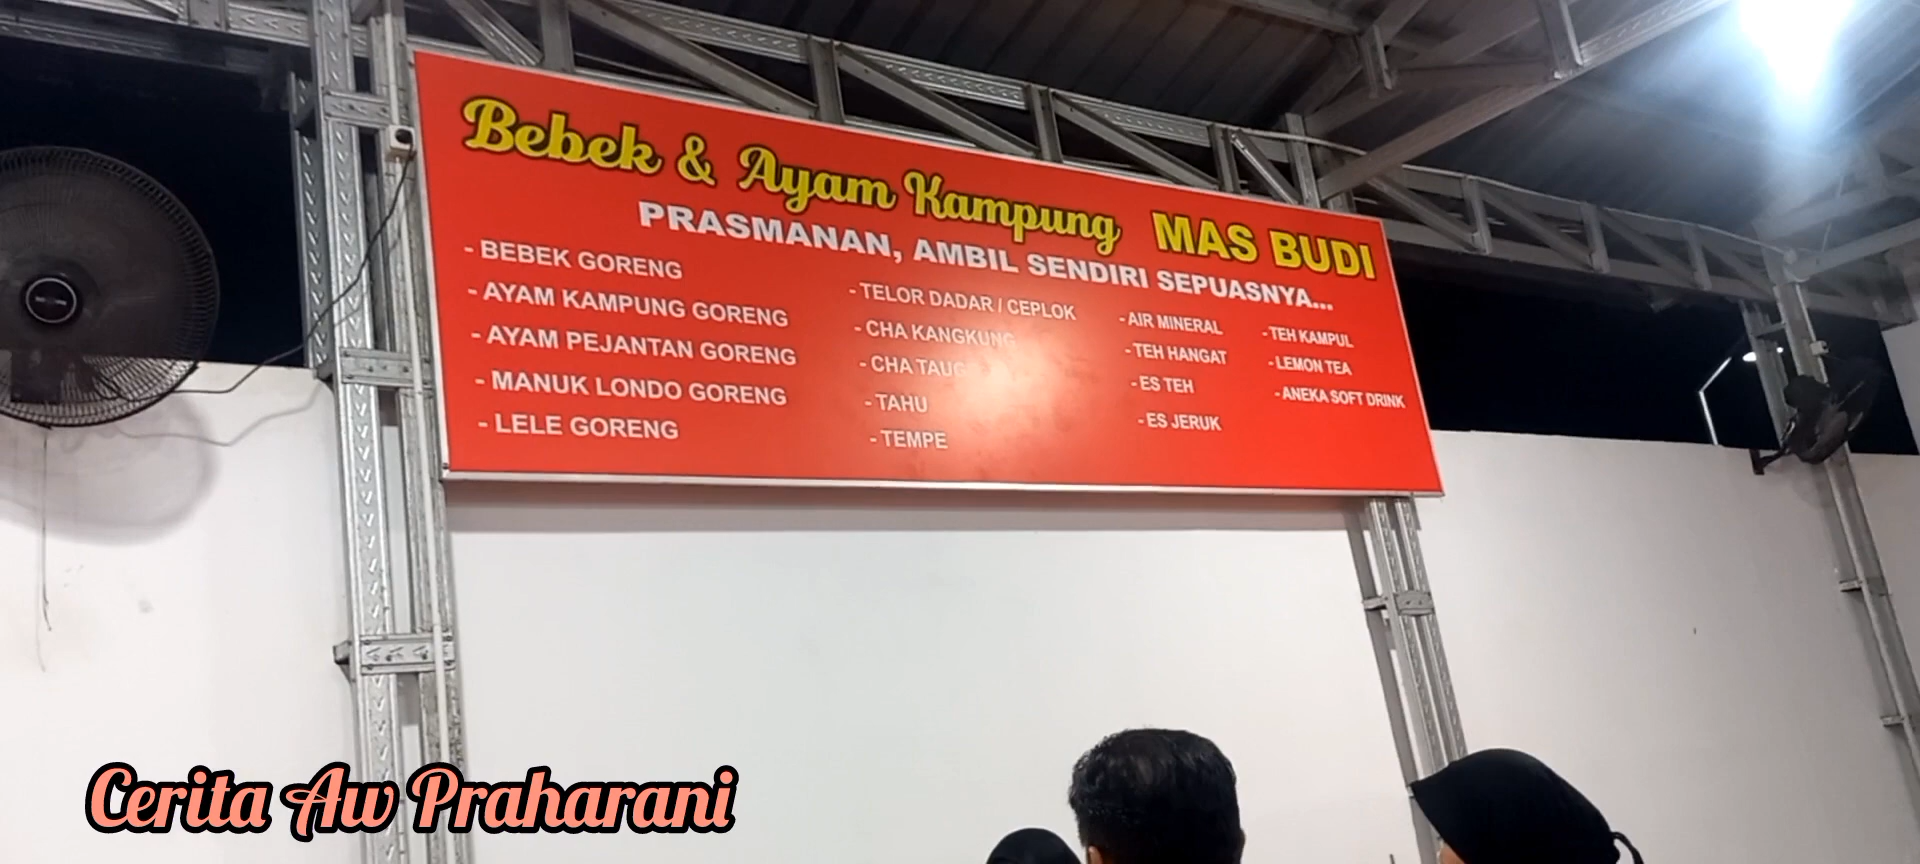 Bebek & Ayam Kampung MAS BUDI
PRASMANAN, AMBIL SENDIRI SEPUASNYA...
- BEBEK GORENG
- AYAM KAMPUNG GORENG
- AYAM PEJANTAN GORENG
- MANUK LONDO GORENG
- LELE GORENG
- TELOR DADAR / CEPLOK
- CHA KANGKUNG
- CHA
- TAHU
- TEMPE
- AIR MINERAL
- TEH HANGAT
- ES TEH
- ES JERUK
- TEH KAMPUL
- LEMON TEA
- ANEKA SOFT DRINK
Cerita Aw Praharani